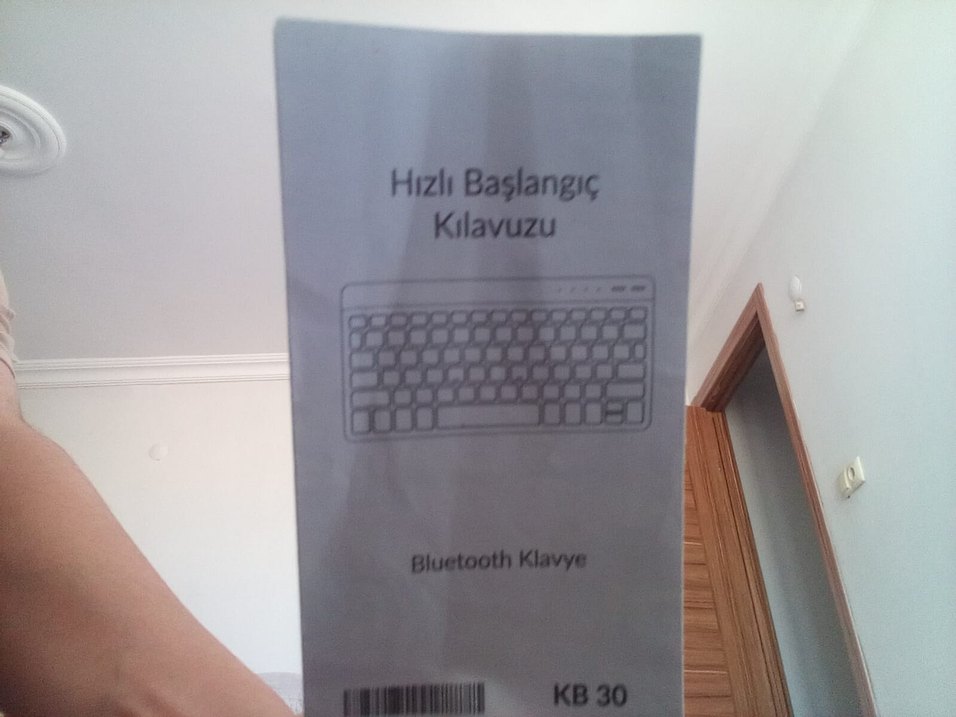 Hızlı Başlangıç
Kılavuzu
Bluetooth Klavye
KB 30